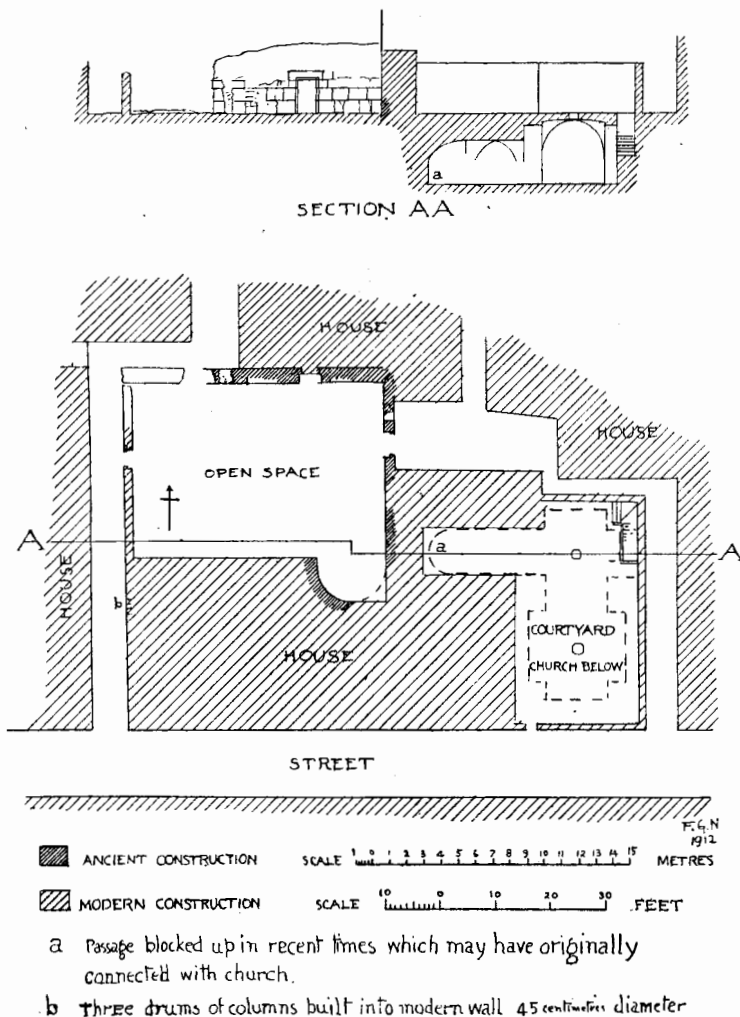 a
SECTION AA
HOUSE
HOUSE
OPEN SPACE
A
a
A
HOUSE
b
COURTYARD
HOUSE
CHURCH BELOW
STREET
F.G.N
1912
ANCIENT CONSTRUCTION SCALE 1 0 1 2 3 4 5 6 7 8 9 10 11 12 13 14 15 METRES
MODERN CONSTRUCTION SCALE 10 0 10 20 30 FEET
a Passage blocked up in recent times which may have originally
connected with church.
b Three drums of columns built into modern wall 45 centimetres diameter